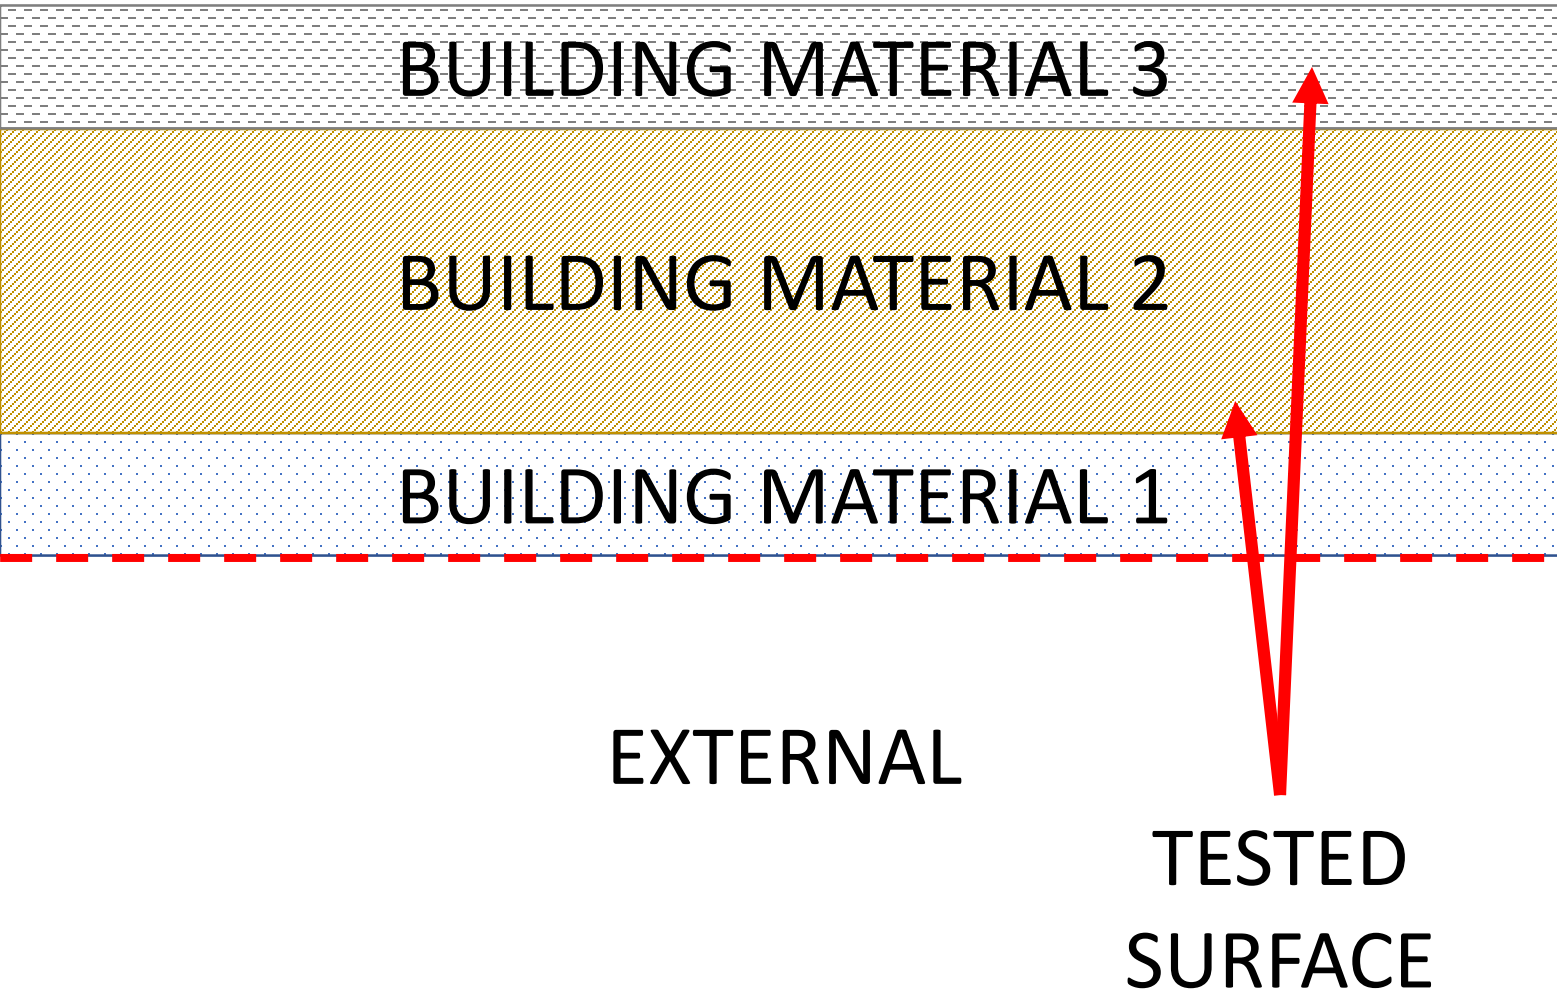 BUILDING MATERIAL 3
BUILDING MATERIAL 2
BUILDING MATERIAL 1
EXTERNAL
TESTED
SURFACE